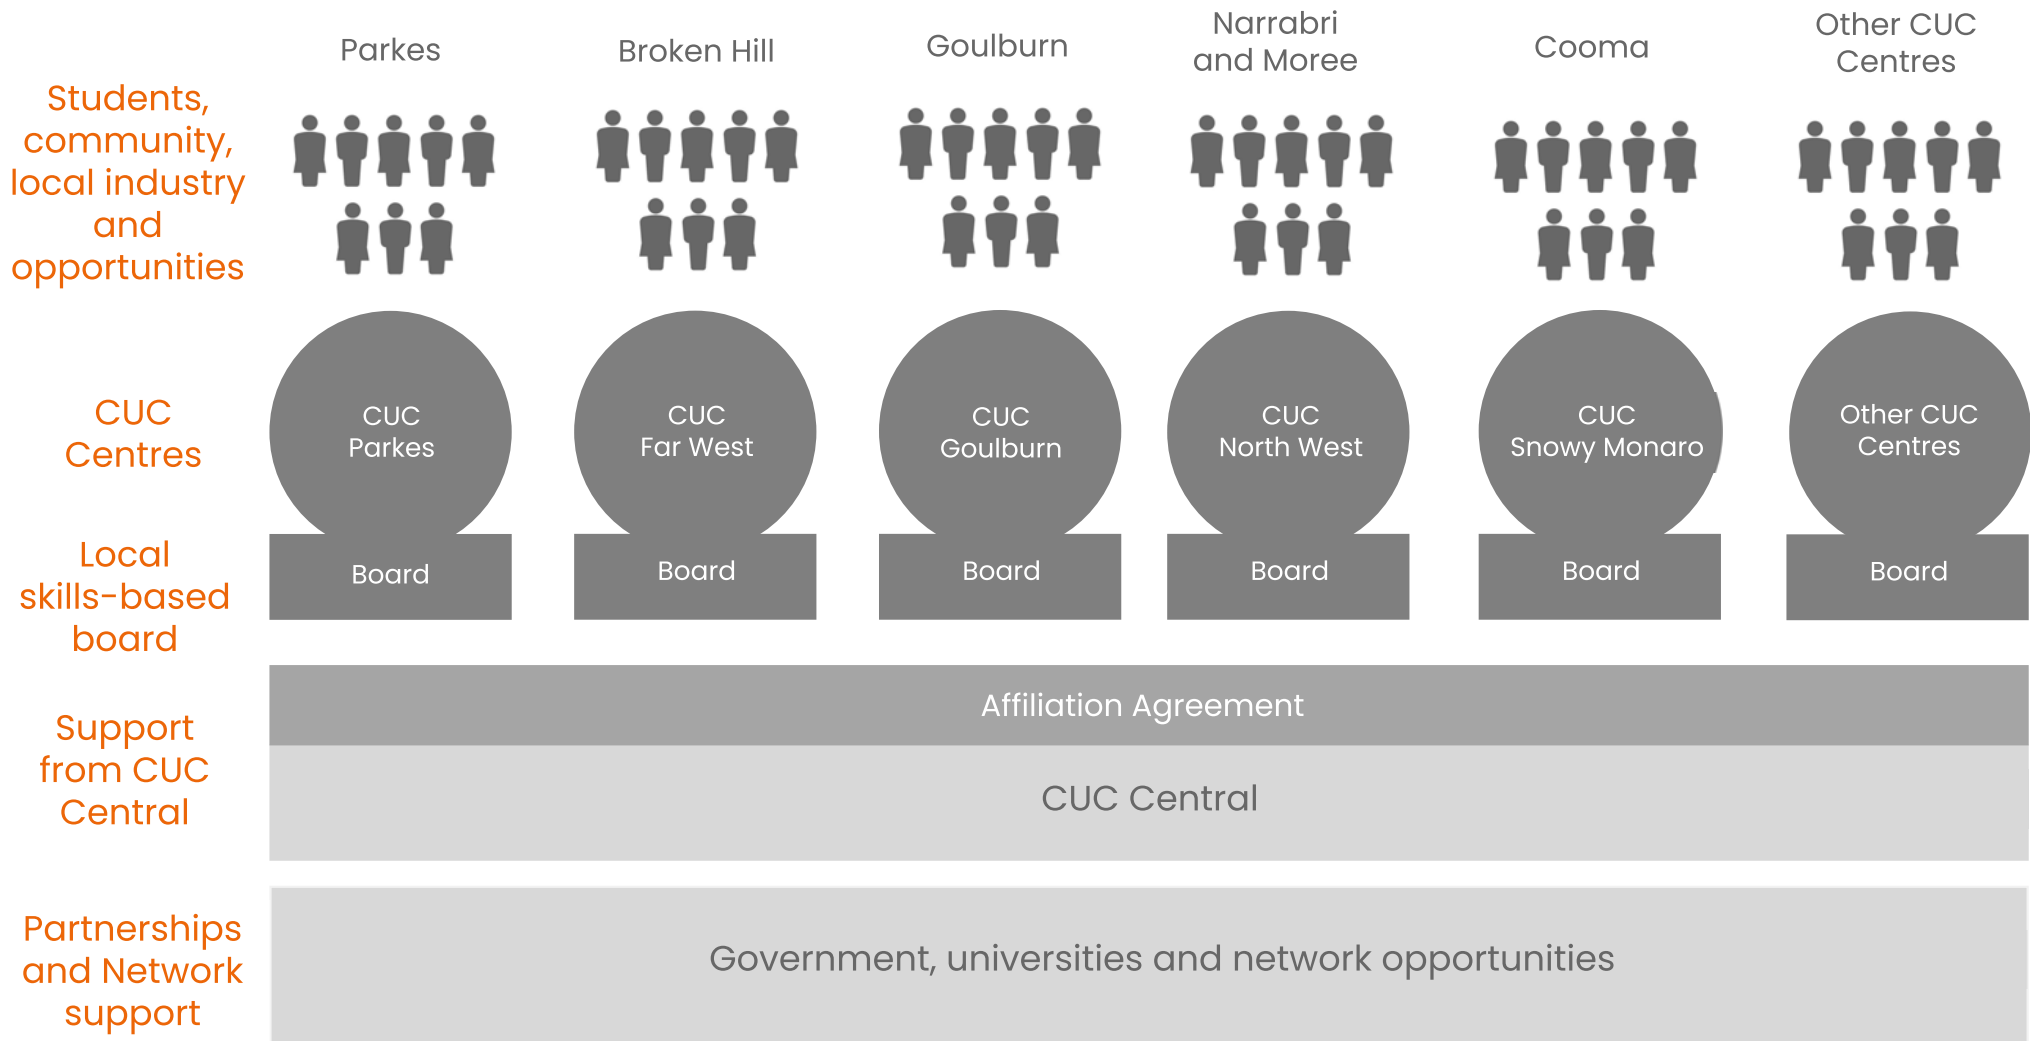 Parkes
Broken Hill
Goulburn
Narrabri
and Moree
Cooma
Other CUC
Centres
Students,
community,
local industry
and
opportunities
CUC
Centres
CUC
Parkes
CUC
Far West
CUC
Goulburn
CUC
North West
CUC
Snowy Monaro
Other CUC
Centres
Local
skills-based
board
Board
Board
Board
Board
Board
Board
Support
from CUC
Central
Affiliation Agreement
CUC Central
Partnerships
and Network
support
Government, universities and network opportunities